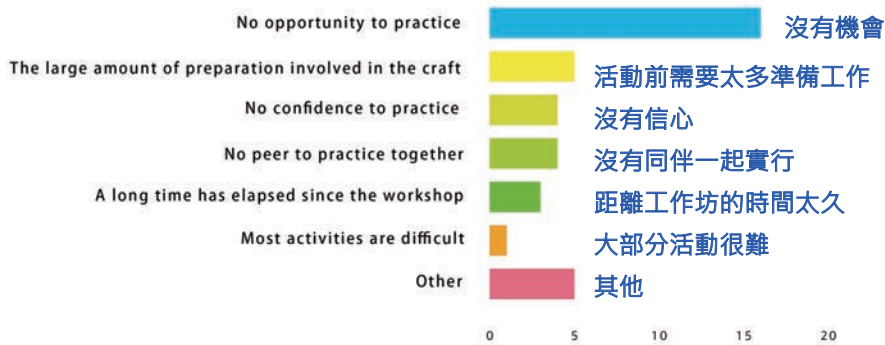 No opportunity to practice 沒有機會
The large amount of preparation involved in the craft 活動前需要太多準備工作
No confidence to practice 沒有信心
No peer to practice together 沒有同伴一起實行
A long time has elapsed since the workshop 距離工作坊的時間太久
Most activities are difficult 大部分活動很難
Other 其他
0 5 10 15 20